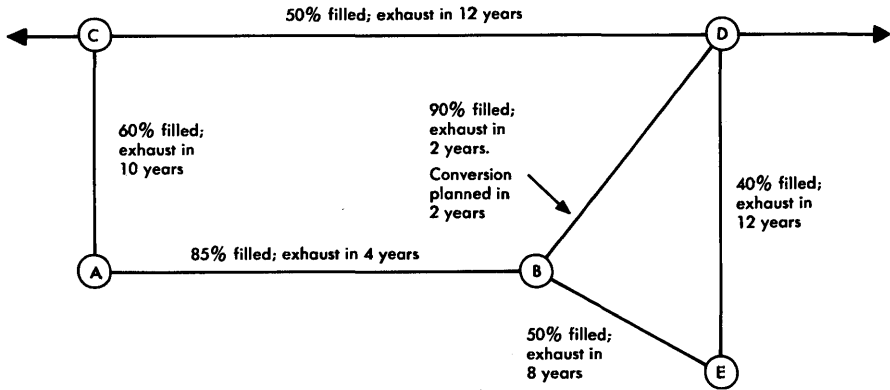 50% filled; exhaust in 12 years
C
D
60% filled;
exhaust in
10 years
90% filled;
exhaust in
2 years.
Conversion
planned in
2 years
40% filled;
exhaust in
12 years
85% filled; exhaust in 4 years
A
B
50% filled;
exhaust in
8 years
E